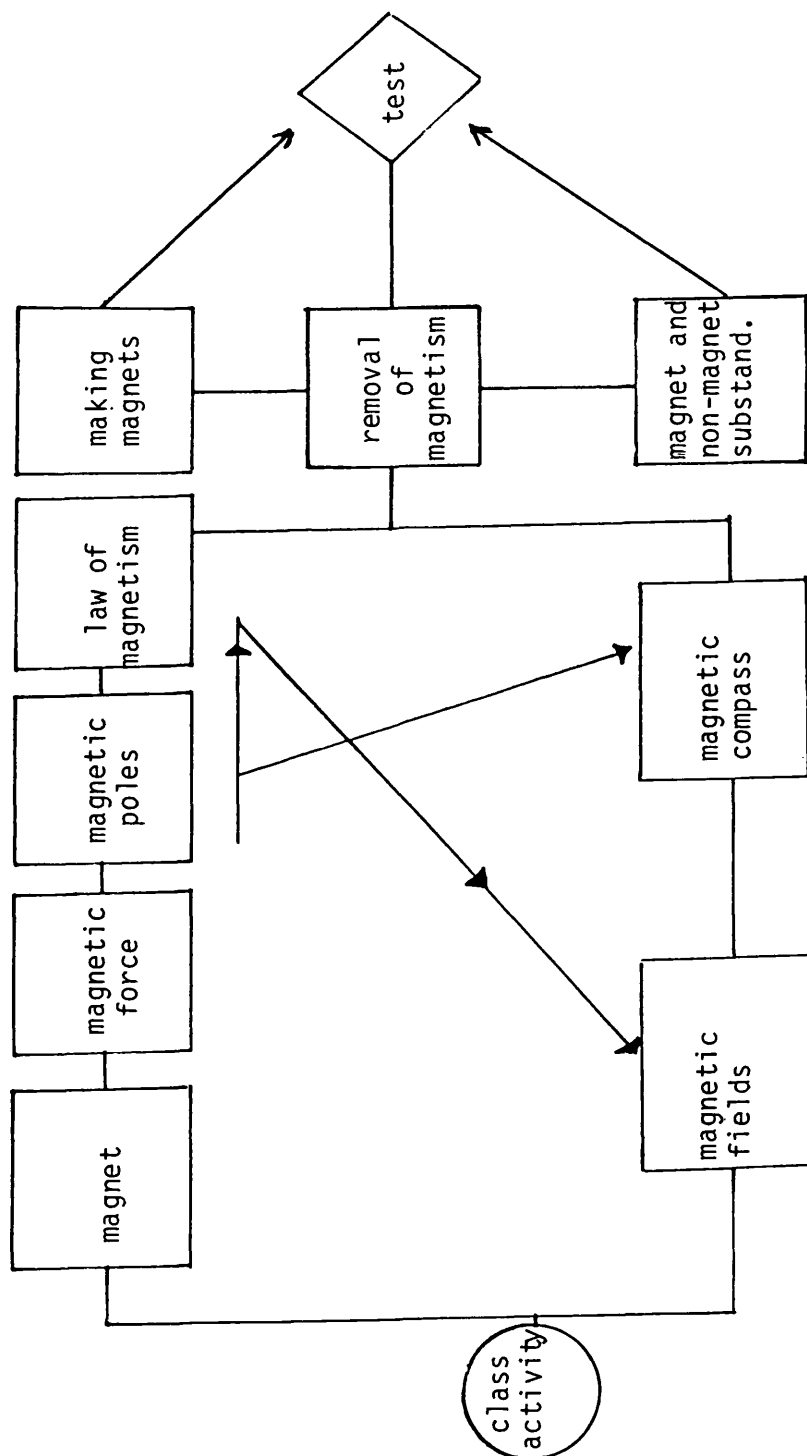 class
activity
magnet
magnetic
force
magnetic
poles
law of
magnetism
making
magnets
magnetic
fields
magnetic
compass
removal
of
magnetism
magnet and
non-magnet
substand.
test